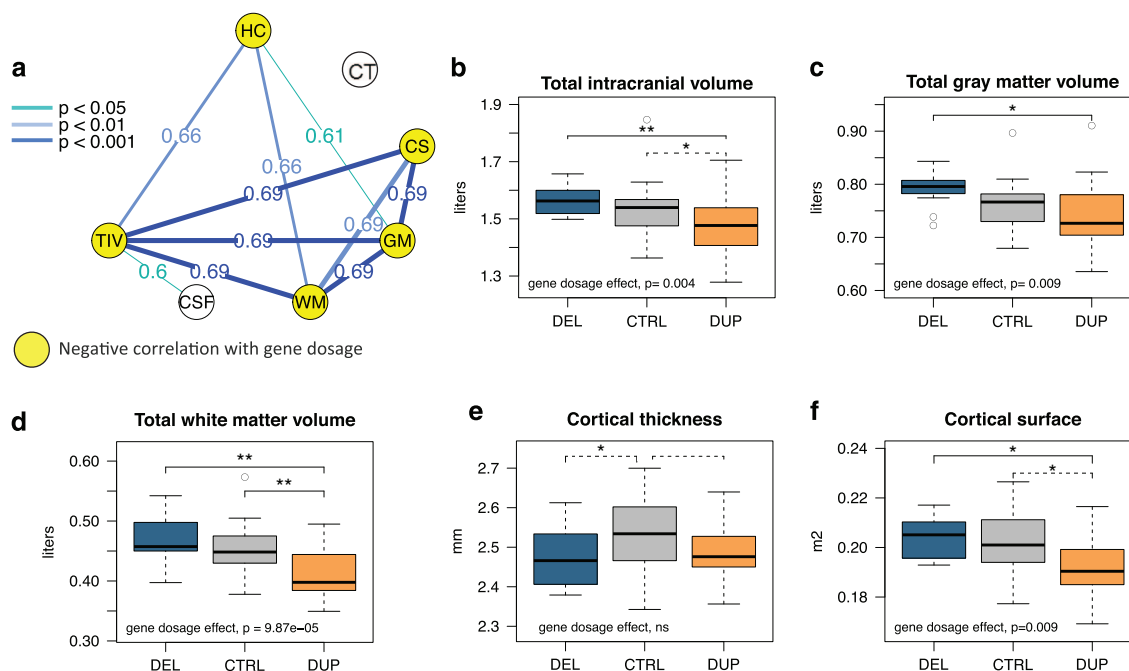 a
p < 0.05
p < 0.01
p < 0.001
HC
CT
CS
TIV
GM
CSF
WM
0.66
0.61
0.66
0.69
0.69
0.69
0.69
0.6
0.69
0.69
Negative correlation with gene dosage
b
Total intracranial volume
liters
1.9
1.7
1.5
1.3
**
*
gene dosage effect, p= 0.004
DEL CTRL DUP
c
Total gray matter volume
liters
0.90
0.80
0.70
0.60
*
gene dosage effect, p= 0.009
DEL CTRL DUP
d
Total white matter volume
liters
0.60
0.50
0.40
0.30
**
**
gene dosage effect, p = 9.87e−05
DEL CTRL DUP
e
Cortical thickness
mm
2.7
2.6
2.5
2.4
2.3
*
gene dosage effect, ns
DEL CTRL DUP
f
Cortical surface
m2
0.24
0.22
0.20
0.18
*
*
gene dosage effect, p=0.009
DEL CTRL DUP